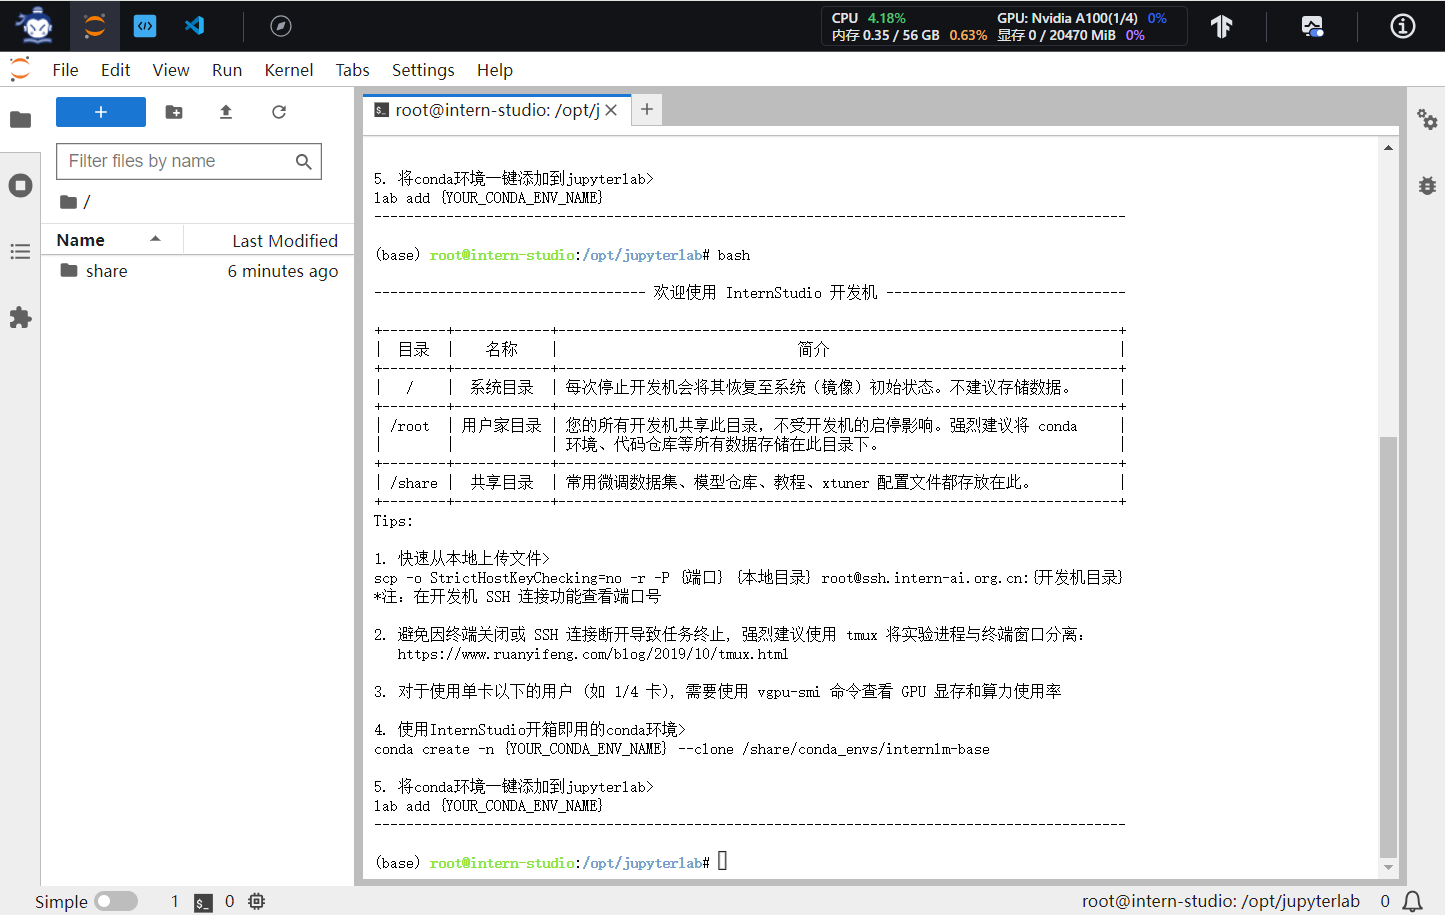 CPU 4.18% GPU: Nvidia A100(1/4) 0%
内存 0.35 / 56 GB 0.63% 显存 0 / 20470 MiB 0%
File Edit View Run Kernel Tabs Settings Help
root@intern-studio: /opt/j
Filter files by name
/
Name Last Modified
share 6 minutes ago
5. 将conda环境一键添加到jupyterlab>
lab add {YOUR_CONDA_ENV_NAME}
----------------------------------------------------------------------------------------------
(base) root@intern-studio:/opt/jupyterlab# bash
---------------------------------- 欢迎使用 InternStudio 开发机 ------------------------------
+--------+------------+----------------------------------------------------------------------+
| 目录 | 名称 | 简介 |
+--------+------------+----------------------------------------------------------------------+
| / | 系统目录 | 每次停止开发机会将其恢复至系统（镜像）初始状态。不建议存储数据。 |
+--------+------------+----------------------------------------------------------------------+
| /root | 用户家目录 | 您的所有开发机共享此目录，不受开发机的启停影响。强烈建议将 conda |
| | | 环境、代码仓库等所有数据存储在此目录下。 |
+--------+------------+----------------------------------------------------------------------+
| /share | 共享目录 | 常用微调数据集、模型仓库、教程、xtuner 配置文件都存放在此。 |
+--------+------------+----------------------------------------------------------------------+
Tips:
1. 快速从本地上传文件>
scp -o StrictHostKeyChecking=no -r -P {端口} {本地目录} root@ssh.intern-ai.org.cn:{开发机目录}
*注: 在开发机 SSH 连接功能查看端口号
2. 避免因终端关闭或 SSH 连接断开导致任务终止, 强烈建议使用 tmux 将实验进程与终端窗口分离:
https://www.ruanyifeng.com/blog/2019/10/tmux.html
3. 对于使用单卡以下的用户 (如 1/4 卡), 需要使用 vgpu-smi 命令查看 GPU 显存和算力使用率
4. 使用InternStudio开箱即用的conda环境>
conda create -n {YOUR_CONDA_ENV_NAME} --clone /share/conda_envs/internlm-base
5. 将conda环境一键添加到jupyterlab>
lab add {YOUR_CONDA_ENV_NAME}
----------------------------------------------------------------------------------------------
(base) root@intern-studio:/opt/jupyterlab#
Simple 1 0 root@intern-studio: /opt/jupyterlab 0